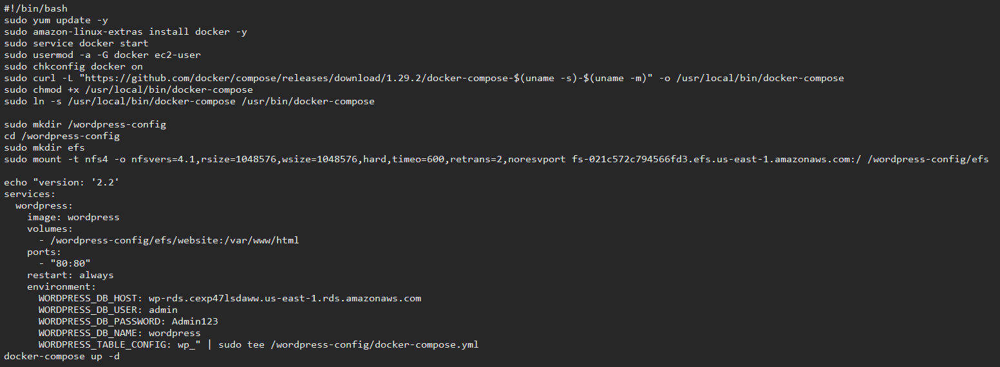 #!/bin/bash
sudo yum update -y
sudo amazon-linux-extras install docker -y
sudo service docker start
sudo usermod -a -G docker ec2-user
sudo chkconfig docker on
sudo curl -L "https://github.com/docker/compose/releases/download/1.29.2/docker-compose-$(uname -s)-$(uname -m)" -o /usr/local/bin/docker-compose
sudo chmod +x /usr/local/bin/docker-compose
sudo ln -s /usr/local/bin/docker-compose /usr/bin/docker-compose

sudo mkdir /wordpress-config
cd /wordpress-config
sudo mkdir efs
sudo mount -t nfs4 -o nfsvers=4.1,rsize=1048576,wsize=1048576,hard,timeo=600,retrans=2,noresvport fs-021c572c794566fd3.efs.us-east-1.amazonaws.com:/ /wordpress-config/efs

echo "version: '2.2'
services:
  wordpress:
    image: wordpress
    volumes:
      - /wordpress-config/efs/website:/var/www/html
    ports:
      - "80:80"
    restart: always
    environment:
      WORDPRESS_DB_HOST: wp-rds.cexp47lsdaww.us-east-1.rds.amazonaws.com
      WORDPRESS_DB_USER: admin
      WORDPRESS_DB_PASSWORD: Admin123
      WORDPRESS_DB_NAME: wordpress
      WORDPRESS_TABLE_CONFIG: wp_" | sudo tee /wordpress-config/docker-compose.yml
docker-compose up -d